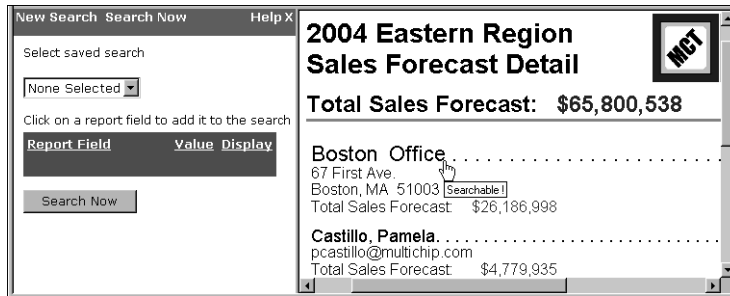 New Search Search Now Help X
Select saved search
None Selected
Click on a report field to add it to the search
Report Field Value Display
Search Now
2004 Eastern Region
Sales Forecast Detail
MCT
Total Sales Forecast: $65,800,538
Boston Office. . . . . . . . . . . . . . . . . . . . . . .
67 First Ave.
Boston, MA 51003
Searchable!
Total Sales Forecast: $26,186,998
Castillo, Pamela. . . . . . . . . . . . . . . . . . . . . . . .
pcastillo@multichip.com
Total Sales Forecast: $4,779,935